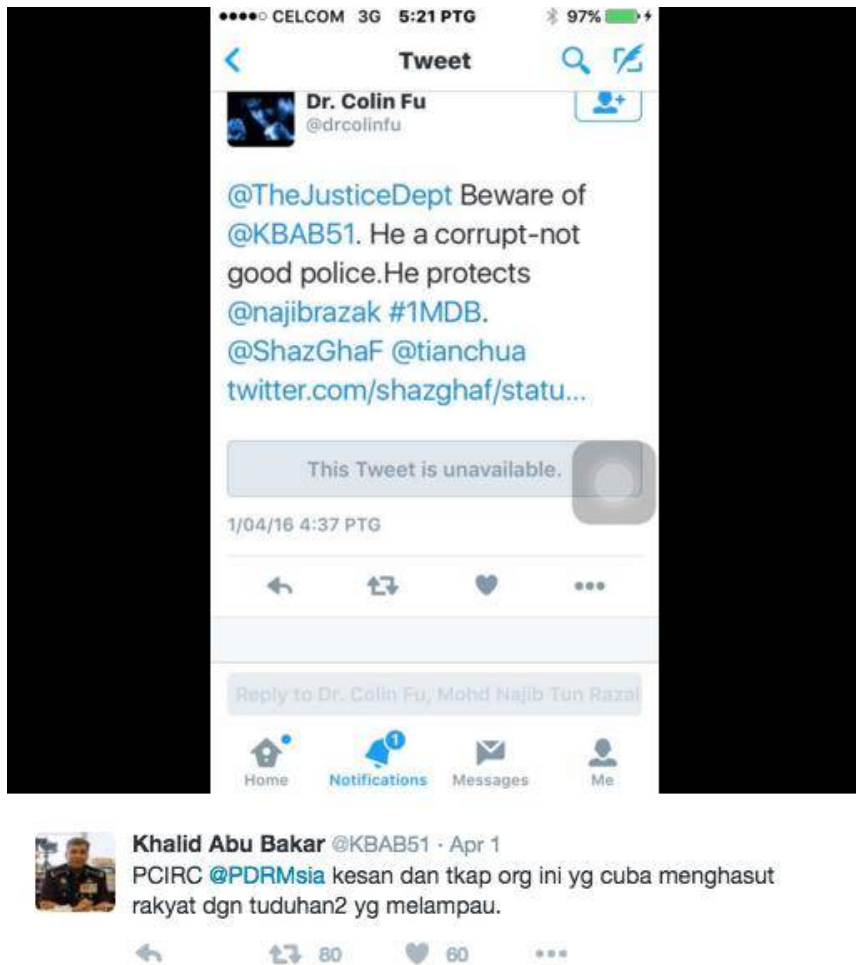 CELCOM 3G 5:21 PTG 97%
Tweet
Dr. Colin Fu
@drcolinfu
@TheJusticeDept Beware of
@KBAB51. He a corrupt-not
good police.He protects
@najibrazak #1MDB.
@ShazGhaF @tianchua
twitter.com/shazghaf/statu...
This Tweet is unavailable.
1/04/16 4:37 PTG
Reply to Dr. Colin Fu, Mohd Najib Tun Razal
1
Home Notifications Messages Me
Khalid Abu Bakar @KBAB51 · Apr 1
PCIRC @PDRMsia kesan dan tkap org ini yg cuba menghasut
rakyat dgn tuduhan2 yg melampau.
80 60